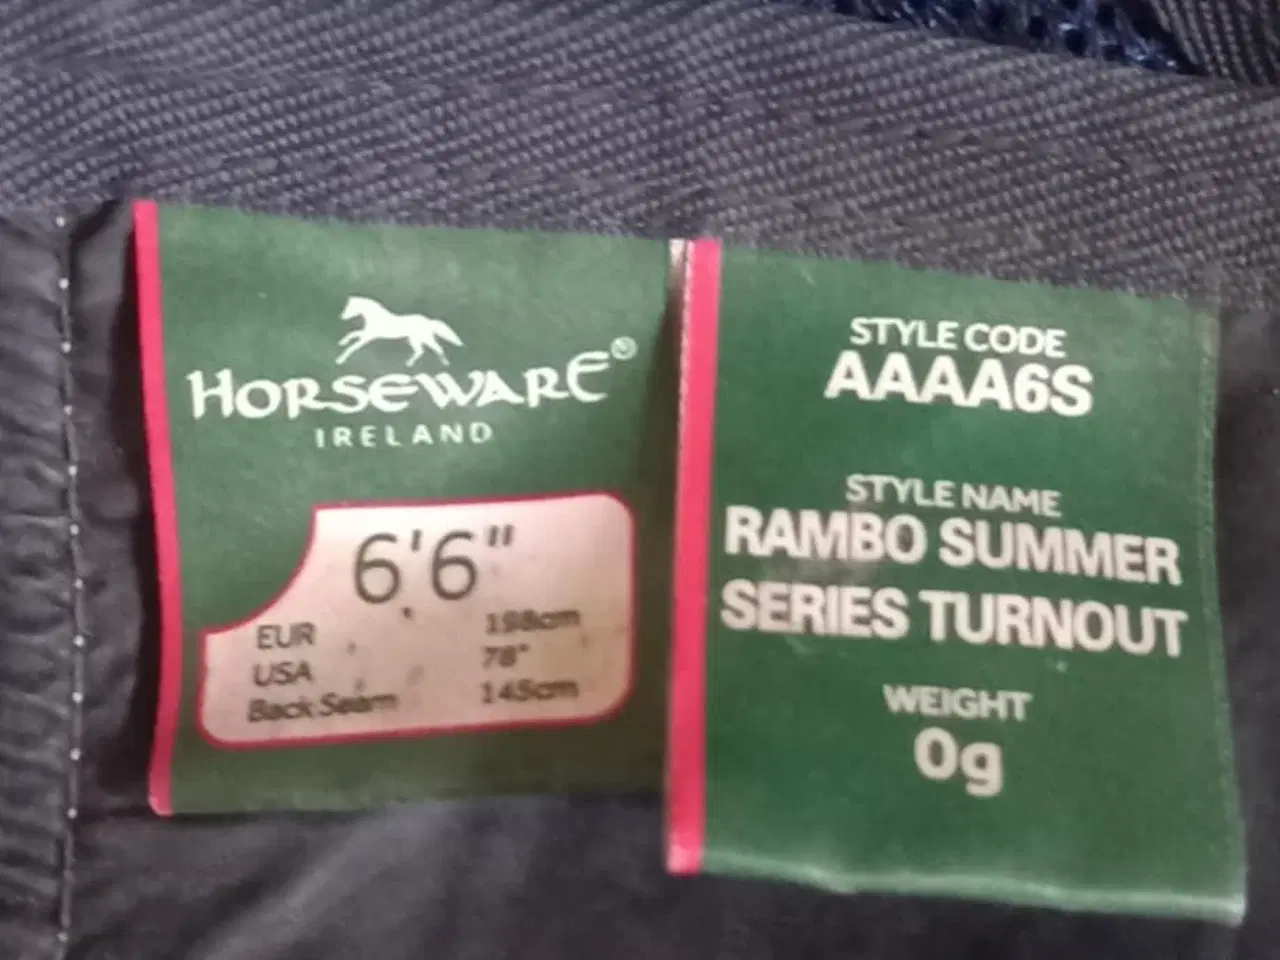 HORSEWARE®
IRELAND
6'6"
EUR 198cm
USA 78"
Back Seam 145cm
STYLE CODE
AAAA6S
STYLE NAME
RAMBO SUMMER
SERIES TURNOUT
WEIGHT
0g